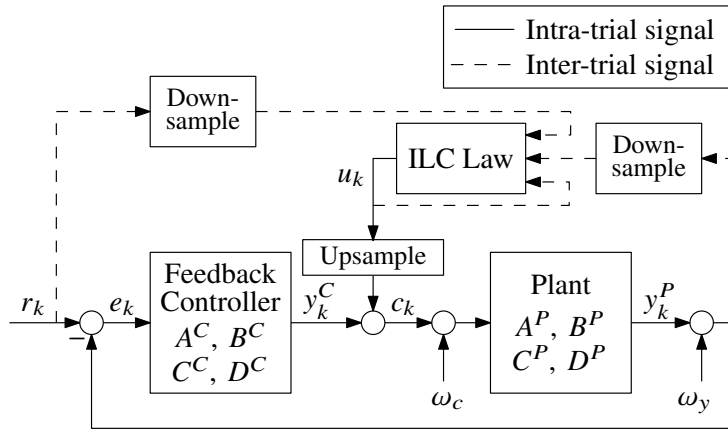 Intra-trial signal
Inter-trial signal
Down-
sample
ILC Law
Down-
sample
u_k
Upsample
r_k
e_k
−
Feedback
Controller
A^C, B^C
C^C, D^C
y_k^C
c_k
Plant
A^P, B^P
C^P, D^P
y_k^P
ω_c
ω_y